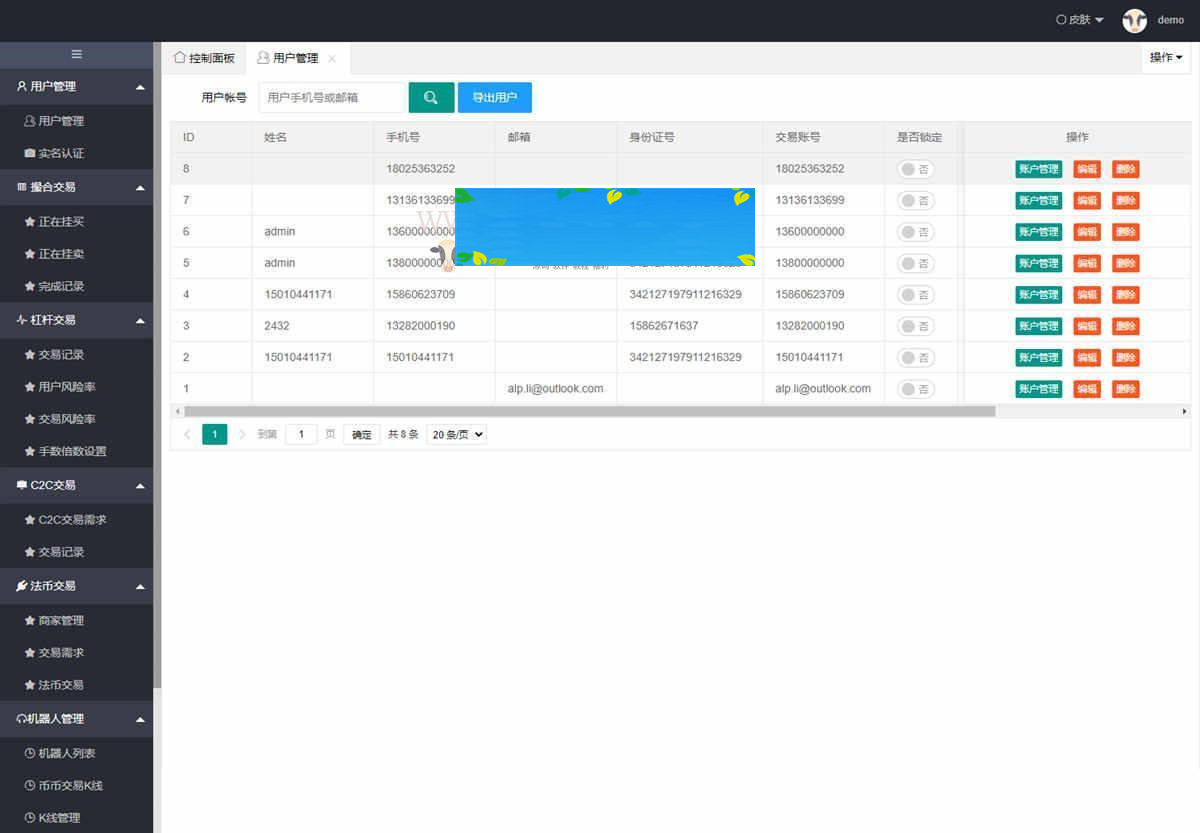 皮肤 demo
控制面板 用户管理 操作
用户管理
用户管理
实名认证
撮合交易
正在挂买
正在挂卖
完成记录
杠杆交易
交易记录
用户风险率
交易风险率
手数倍数设置
C2C交易
C2C交易需求
交易记录
法币交易
商家管理
交易需求
法币交易
机器人管理
机器人列表
币币交易K线
K线管理
用户帐号 用户手机号或邮箱 导出用户
ID 姓名 手机号 邮箱 身份证号 交易账号 是否锁定 操作
8 18025363252 18025363252 否 账户管理 编辑 删除
7 13136133699 13136133699 否 账户管理 编辑 删除
6 admin 13600000000 13600000000 否 账户管理 编辑 删除
5 admin 138000000 13800000000 否 账户管理 编辑 删除
4 15010441171 15860623709 342127197911216329 15860623709 否 账户管理 编辑 删除
3 2432 13282000190 15862671637 13282000190 否 账户管理 编辑 删除
2 15010441171 15010441171 342127197911216329 15010441171 否 账户管理 编辑 删除
1 alp.li@outlook.com alp.li@outlook.com 否 账户管理 编辑 删除
1 到第 1 页 确定 共 8 条 20 条/页